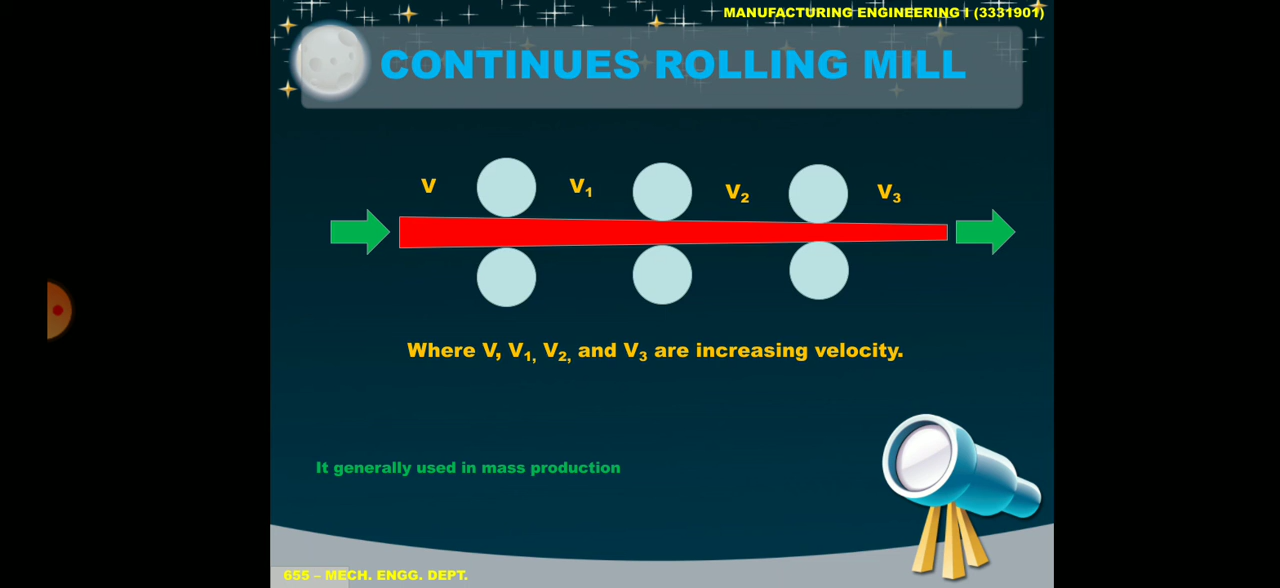 MANUFACTURING ENGINEERING I (3331901)
CONTINUES ROLLING MILL
V V₁ V₂ V₃
Where V, V₁, V₂, and V₃ are increasing velocity.
It generally used in mass production
655 – MECH. ENGG. DEPT.